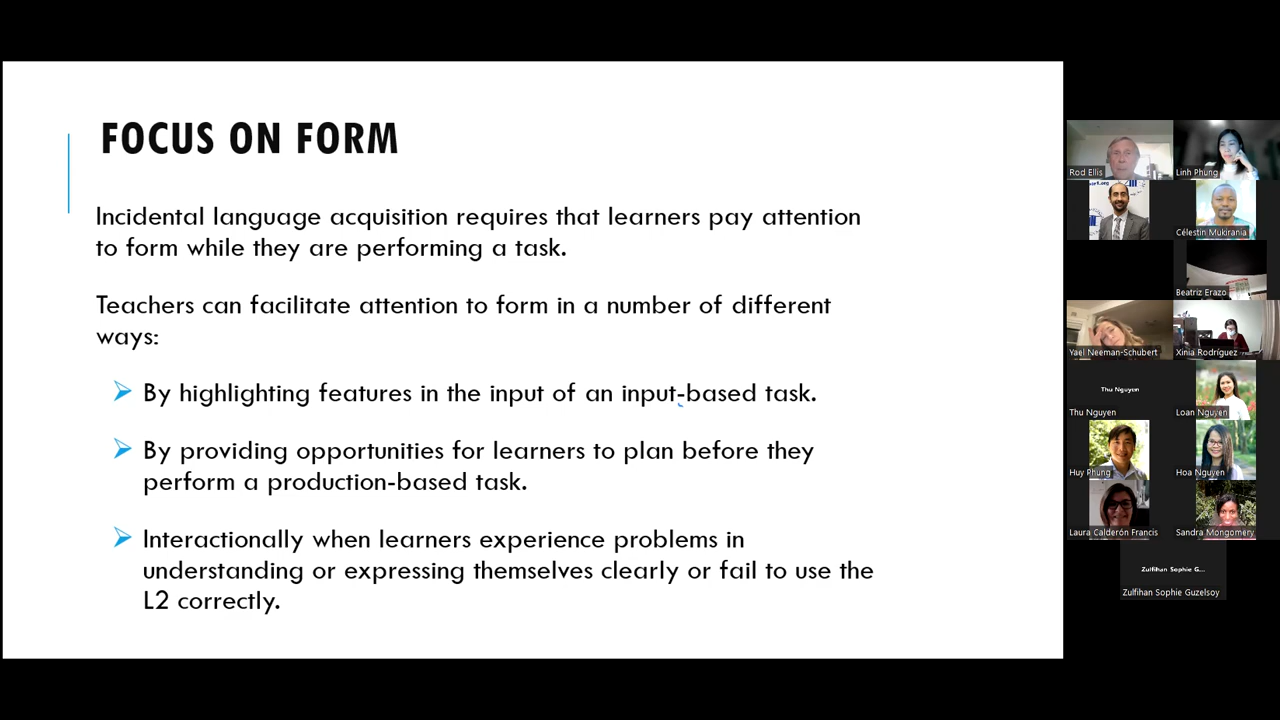 FOCUS ON FORM
Incidental language acquisition requires that learners pay attention
to form while they are performing a task.
Teachers can facilitate attention to form in a number of different
ways:
By highlighting features in the input of an input-based task.
By providing opportunities for learners to plan before they
perform a production-based task.
Interactionally when learners experience problems in
understanding or expressing themselves clearly or fail to use the
L2 correctly.
Rod Ellis
Linh Phung
Célestin Mukirania
Beatriz Erazo
Yael Neeman-Schubert
Xinia Rodríguez
Thu Nguyen
Thu Nguyen
Loan Nguyen
Huy Phung
Hoa Nguyen
Laura Calderón Francis
Sandra Mongomery
Zulfihan Sophie G...
Zulfihan Sophie Guzelsoy